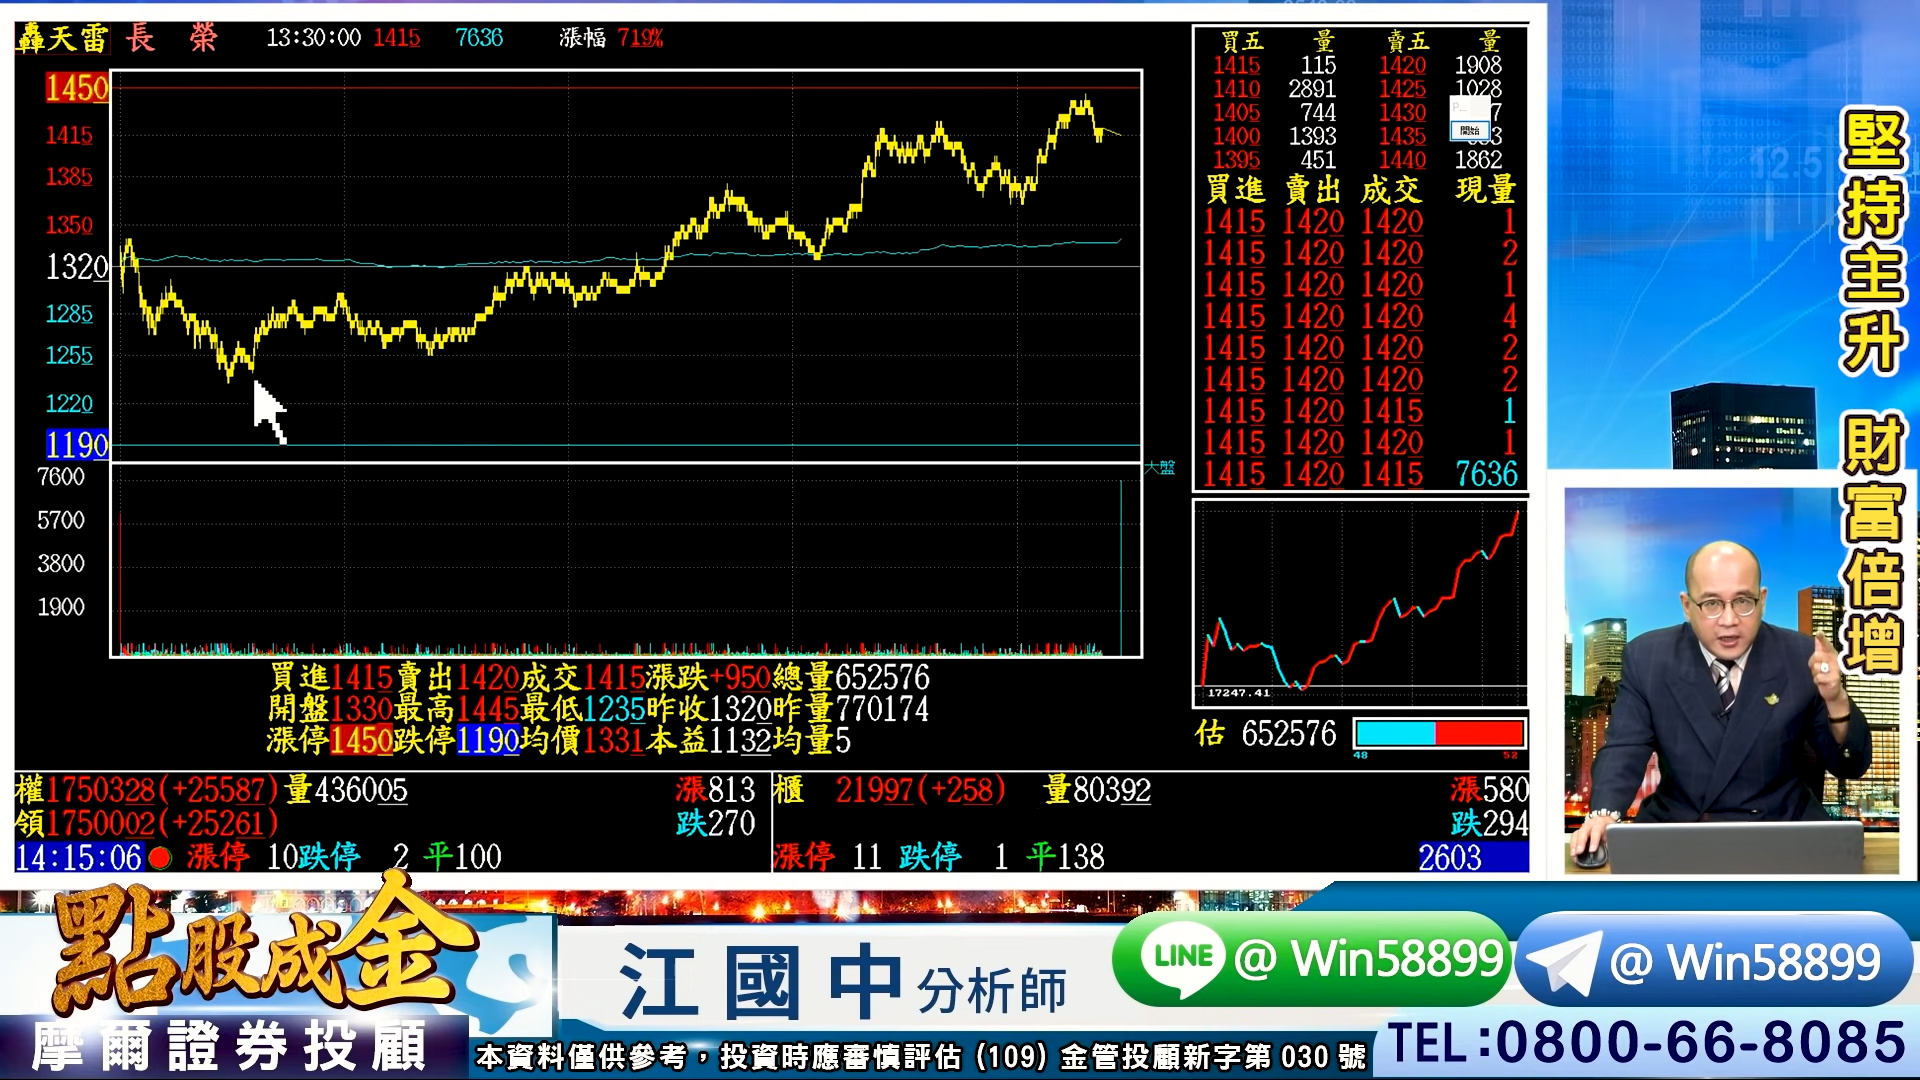 轟天雷 長榮 13:30:00 1415 7636 漲幅 719%
1450
1415
1385
1350
1320
1285
1255
1220
1190
7600
5700
3800
1900
大盤
買五 量 賣五 量
1415 115 1420 1908
1410 2891 1425 1028
1405 744 1430
1400 1393 1435
1395 451 1440 1862
開始
買進 賣出 成交 現量
1415 1420 1420 1
1415 1420 1420 2
1415 1420 1420 1
1415 1420 1420 4
1415 1420 1420 2
1415 1420 1420 2
1415 1420 1415 1
1415 1420 1420 1
1415 1420 1415 7636
17247.41
估 652576
48 52
買進1415賣出1420成交1415漲跌+950總量652576
開盤1330最高1445最低1235昨收1320昨量770174
漲停1450跌停1190均價1331本益1132均量5
權1750328(+25587)量436005 漲813
領1750002(+25261) 跌270
14:15:06 漲停 10跌停 2 平100
櫃 21997(+258) 量80392 漲580
跌294
漲停 11 跌停 1 平138 2603
堅持主升 財富倍增
點股成金
摩爾證券投顧
江國中 分析師
LINE @ Win58899
@ Win58899
TEL:0800-66-8085
本資料僅供參考，投資時應審慎評估 (109) 金管投顧新字第 030 號